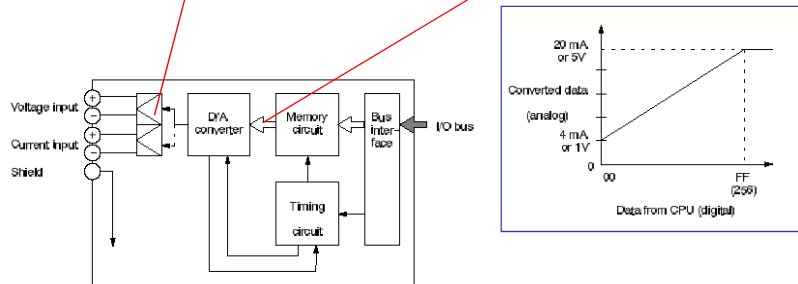 Voltage input
Current input
Shield
+
−
+
−
D/A
converter
Memory
circuit
Bus
inter-
face
I/O bus
Timing
circuit
20 mA
or 5V
Converted data
(analog)
4 mA
or 1V
0
00
FF
(256)
Data from CPU (digital)